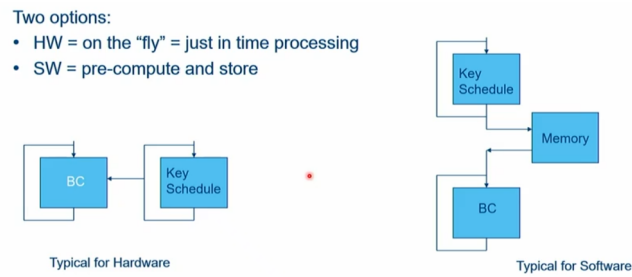 Two options:
• HW = on the “fly” = just in time processing
• SW = pre-compute and store
Key
Schedule
Memory
BC
Key
Schedule
BC
Typical for Hardware
Typical for Software